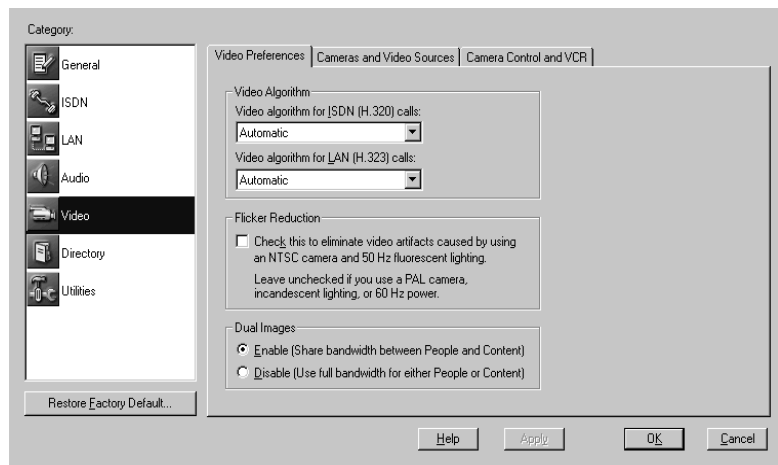 Category:
General
ISDN
LAN
Audio
Video
Directory
Utilities
Restore Factory Default...
Video Preferences
Cameras and Video Sources
Camera Control and VCR
Video Algorithm
Video algorithm for ISDN (H.320) calls:
Automatic
Video algorithm for LAN (H.323) calls:
Automatic
Flicker Reduction
Check this to eliminate video artifacts caused by using
an NTSC camera and 50 Hz fluorescent lighting.
Leave unchecked if you use a PAL camera,
incandescent lighting, or 60 Hz power.
Dual Images
Enable (Share bandwidth between People and Content)
Disable (Use full bandwidth for either People or Content)
Help
Apply
OK
Cancel